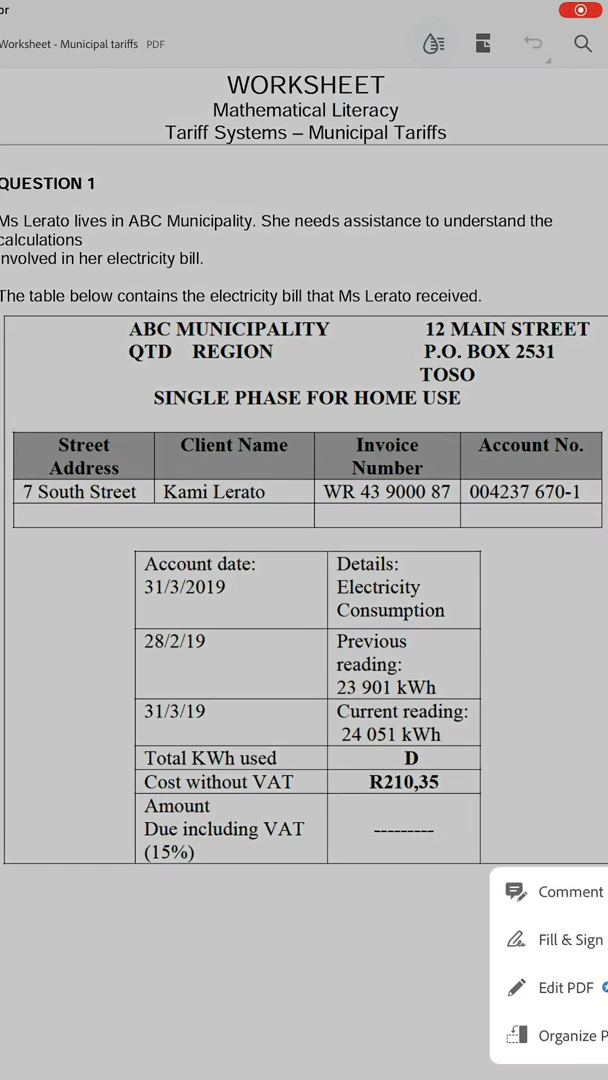 or
Worksheet - Municipal tariffs PDF
WORKSHEET
Mathematical Literacy
Tariff Systems – Municipal Tariffs
QUESTION 1
Ms Lerato lives in ABC Municipality. She needs assistance to understand the
calculations
nvolved in her electricity bill.
The table below contains the electricity bill that Ms Lerato received.
ABC MUNICIPALITY 12 MAIN STREET
QTD REGION P.O. BOX 2531
TOSO
SINGLE PHASE FOR HOME USE
Street Address Client Name Invoice Number Account No.
7 South Street Kami Lerato WR 43 9000 87 004237 670-1
Account date:
31/3/2019
Details:
Electricity
Consumption
28/2/19
Previous
reading:
23 901 kWh
31/3/19
Current reading:
24 051 kWh
Total KWh used D
Cost without VAT R210,35
Amount
Due including VAT
(15%)
---------
Comment
Fill & Sign
Edit PDF
Organize P